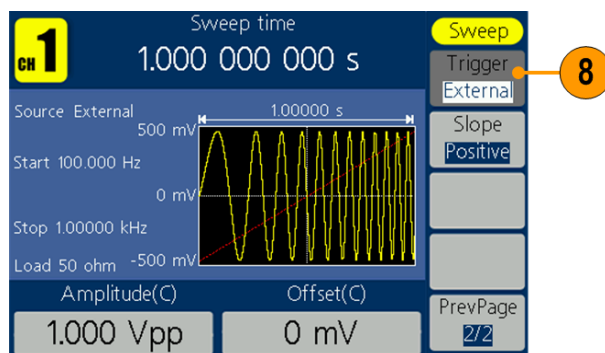 CH 1
Sweep time
1.000 000 000 s
Sweep
Trigger
External
8
Slope
Positive
Source External
1.00000 s
500 mV
Start 100.000 Hz
0 mV
Stop 1.00000 kHz
Load 50 ohm
-500 mV
Amplitude(C)
Offset(C)
1.000 Vpp
0 mV
PrevPage
2/2